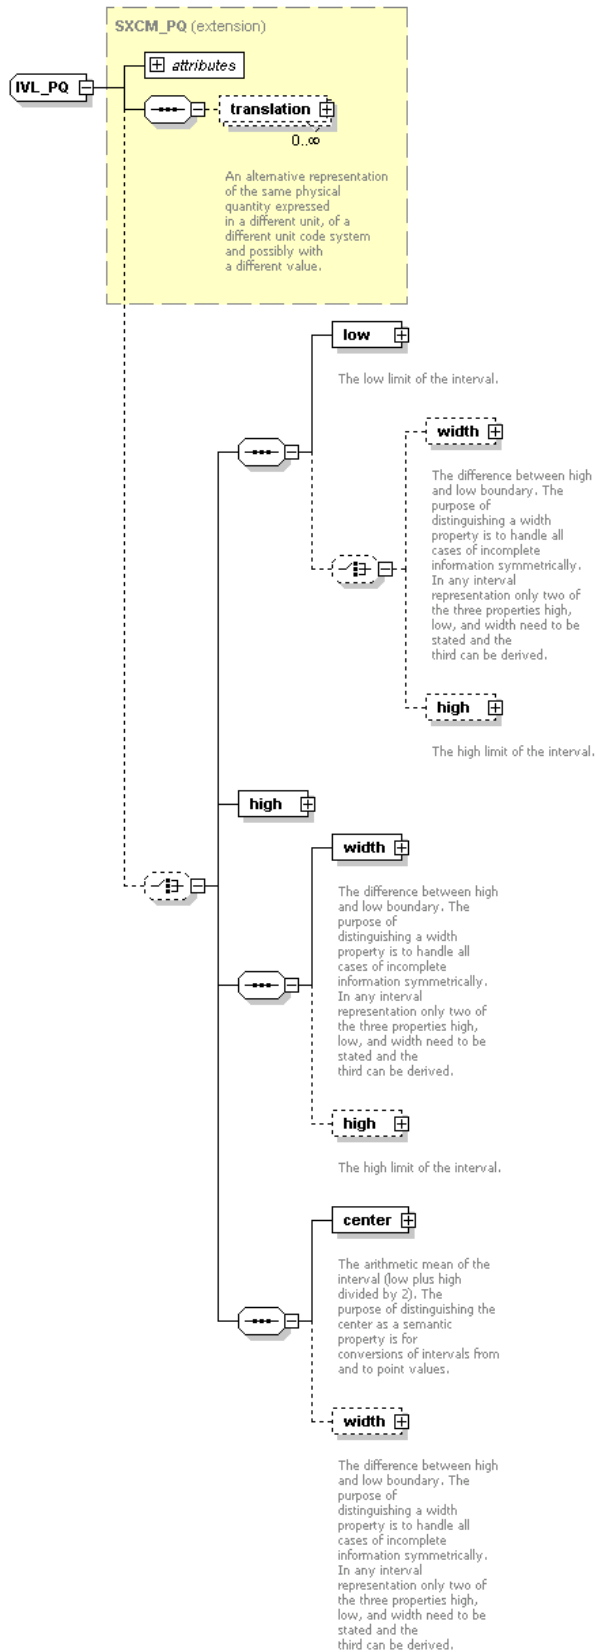 SXCM_PQ (extension)
attributes
IVL_PQ
translation
0..∞
An alternative representation
of the same physical
quantity expressed
in a different unit, of a
different unit code system
and possibly with
a different value.
low
The low limit of the interval.
width
The difference between high
and low boundary. The
purpose of
distinguishing a width
property is to handle all
cases of incomplete
information symmetrically.
In any interval
representation only two of
the three properties high,
low, and width need to be
stated and the
third can be derived.
high
The high limit of the interval.
high
width
The difference between high
and low boundary. The
purpose of
distinguishing a width
property is to handle all
cases of incomplete
information symmetrically.
In any interval
representation only two of
the three properties high,
low, and width need to be
stated and the
third can be derived.
high
The high limit of the interval.
center
The arithmetic mean of the
interval (low plus high
divided by 2). The
purpose of distinguishing the
center as a semantic
property is for
conversions of intervals from
and to point values.
width
The difference between high
and low boundary. The
purpose of
distinguishing a width
property is to handle all
cases of incomplete
information symmetrically.
In any interval
representation only two of
the three properties high,
low, and width need to be
stated and the
third can be derived.